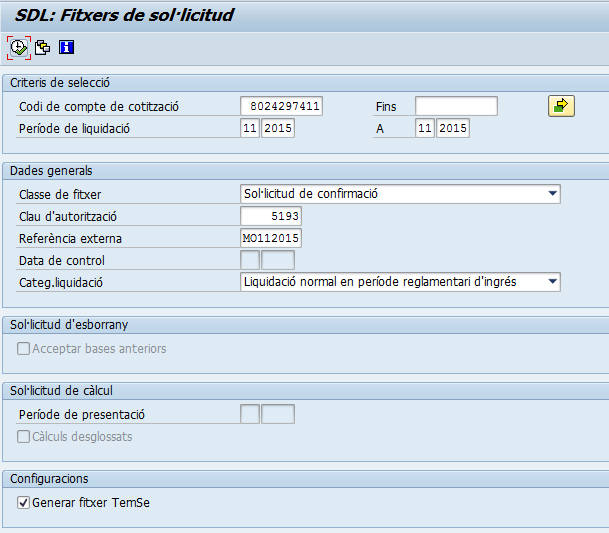 SDL: Fitxers de sol·licitud
Criteris de selecció
Codi de compte de cotització 8024297411 Fins
Període de liquidació 11 2015 A 11 2015
Dades generals
Classe de fitxer Sol·licitud de confirmació
Clau d'autorització 5193
Referència externa MO112015
Data de control
Categ.liquidació Liquidació normal en període reglamentari d'ingrés
Sol·licitud d'esborrany
Acceptar bases anteriors
Sol·licitud de càlcul
Període de presentació
Càlculs desglossats
Configuracions
Generar fitxer TemSe